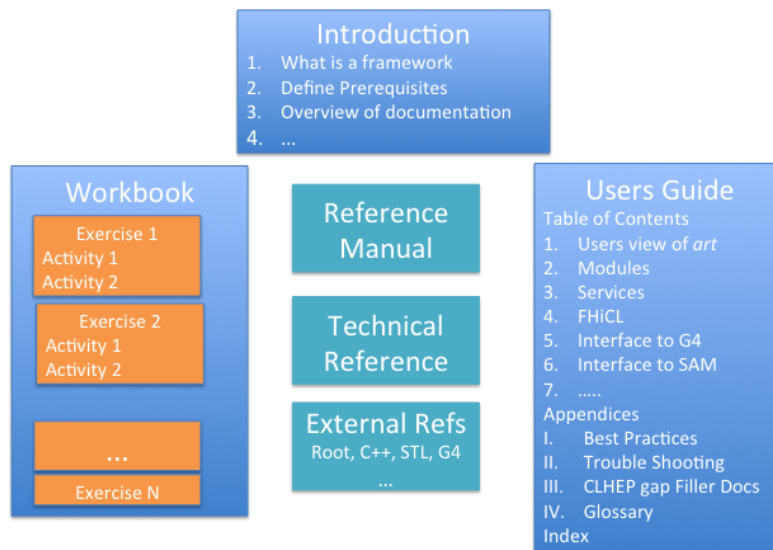 Introduction
1. What is a framework
2. Define Prerequisites
3. Overview of documentation
4. ...
Workbook
Exercise 1
Activity 1
Activity 2
Exercise 2
Activity 1
Activity 2
...
Exercise N
Reference
Manual
Technical
Reference
External Refs
Root, C++, STL, G4
...
Users Guide
Table of Contents
1. Users view of art
2. Modules
3. Services
4. FHiCL
5. Interface to G4
6. Interface to SAM
7. .....
Appendices
I. Best Practices
II. Trouble Shooting
III. CLHEP gap Filler Docs
IV. Glossary
Index